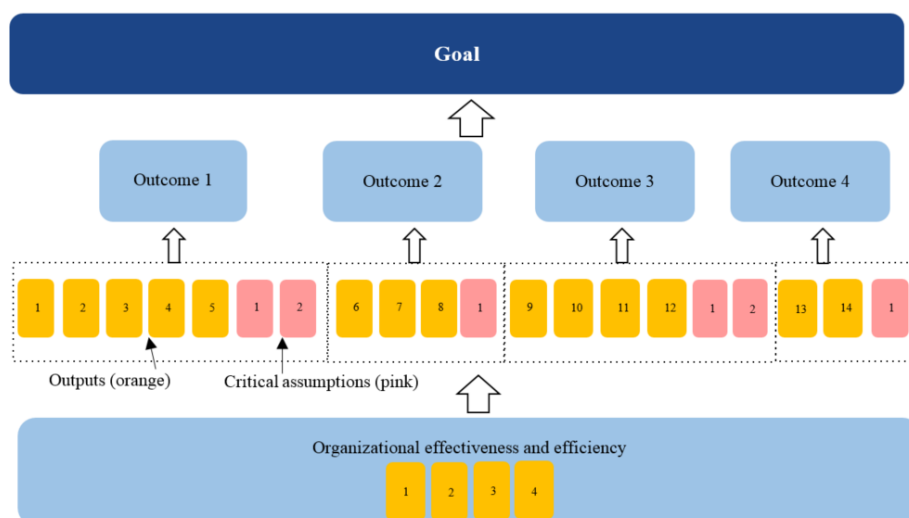 Goal
Outcome 1
Outcome 2
Outcome 3
Outcome 4
1 2 3 4 5 1 2 6 7 8 1 9 10 11 12 1 2 13 14 1
Outputs (orange)
Critical assumptions (pink)
Organizational effectiveness and efficiency
1 2 3 4